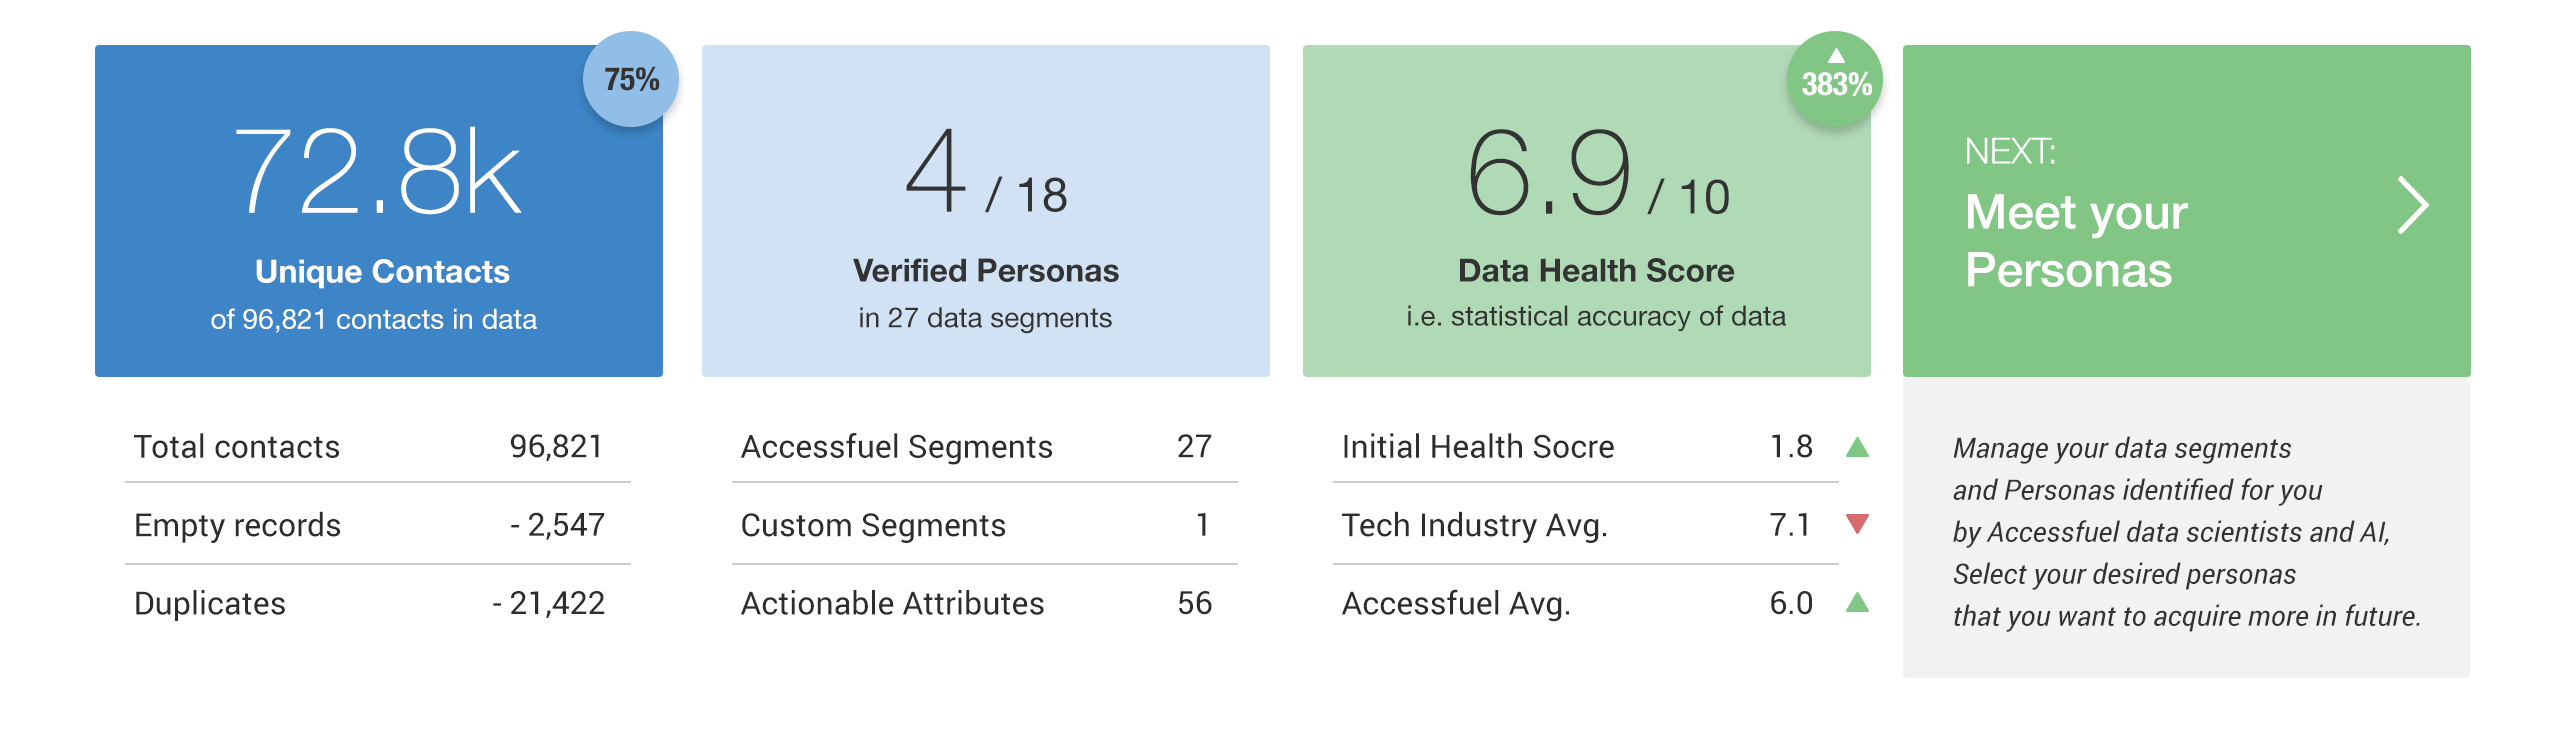 75%
72.8k
Unique Contacts
of 96,821 contacts in data
Total contacts 96,821
Empty records - 2,547
Duplicates - 21,422
4 / 18
Verified Personas
in 27 data segments
Accessfuel Segments 27
Custom Segments 1
Actionable Attributes 56
383%
6.9 / 10
Data Health Score
i.e. statistical accuracy of data
Initial Health Socre 1.8
Tech Industry Avg. 7.1
Accessfuel Avg. 6.0
NEXT:
Meet your
Personas
Manage your data segments
and Personas identified for you
by Accessfuel data scientists and AI,
Select your desired personas
that you want to acquire more in future.